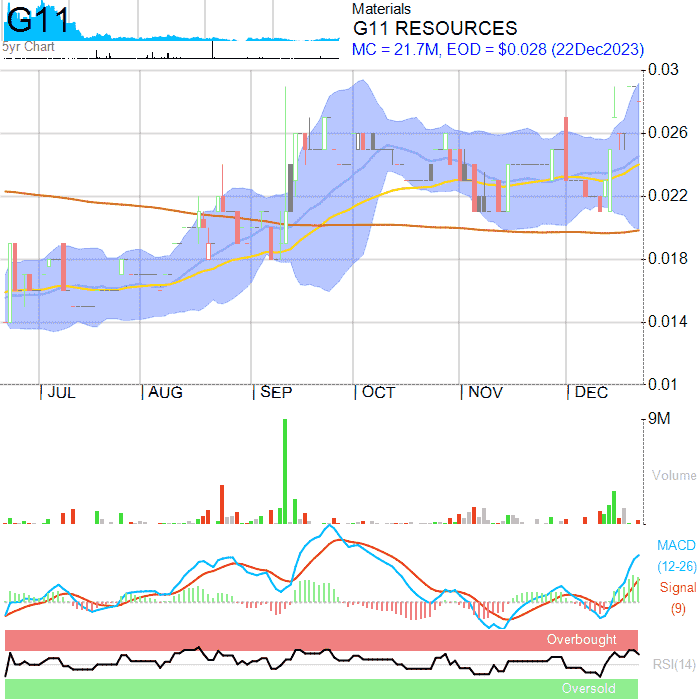 G11
5yr Chart
Materials
G11 RESOURCES
MC = 21.7M, EOD = $0.028 (22Dec2023)
0.03
0.026
0.022
0.018
0.014
0.01
JUL
AUG
SEP
OCT
NOV
DEC
9M
Volume
MACD
(12-26)
Signal
(9)
Overbought
RSI(14)
Oversold